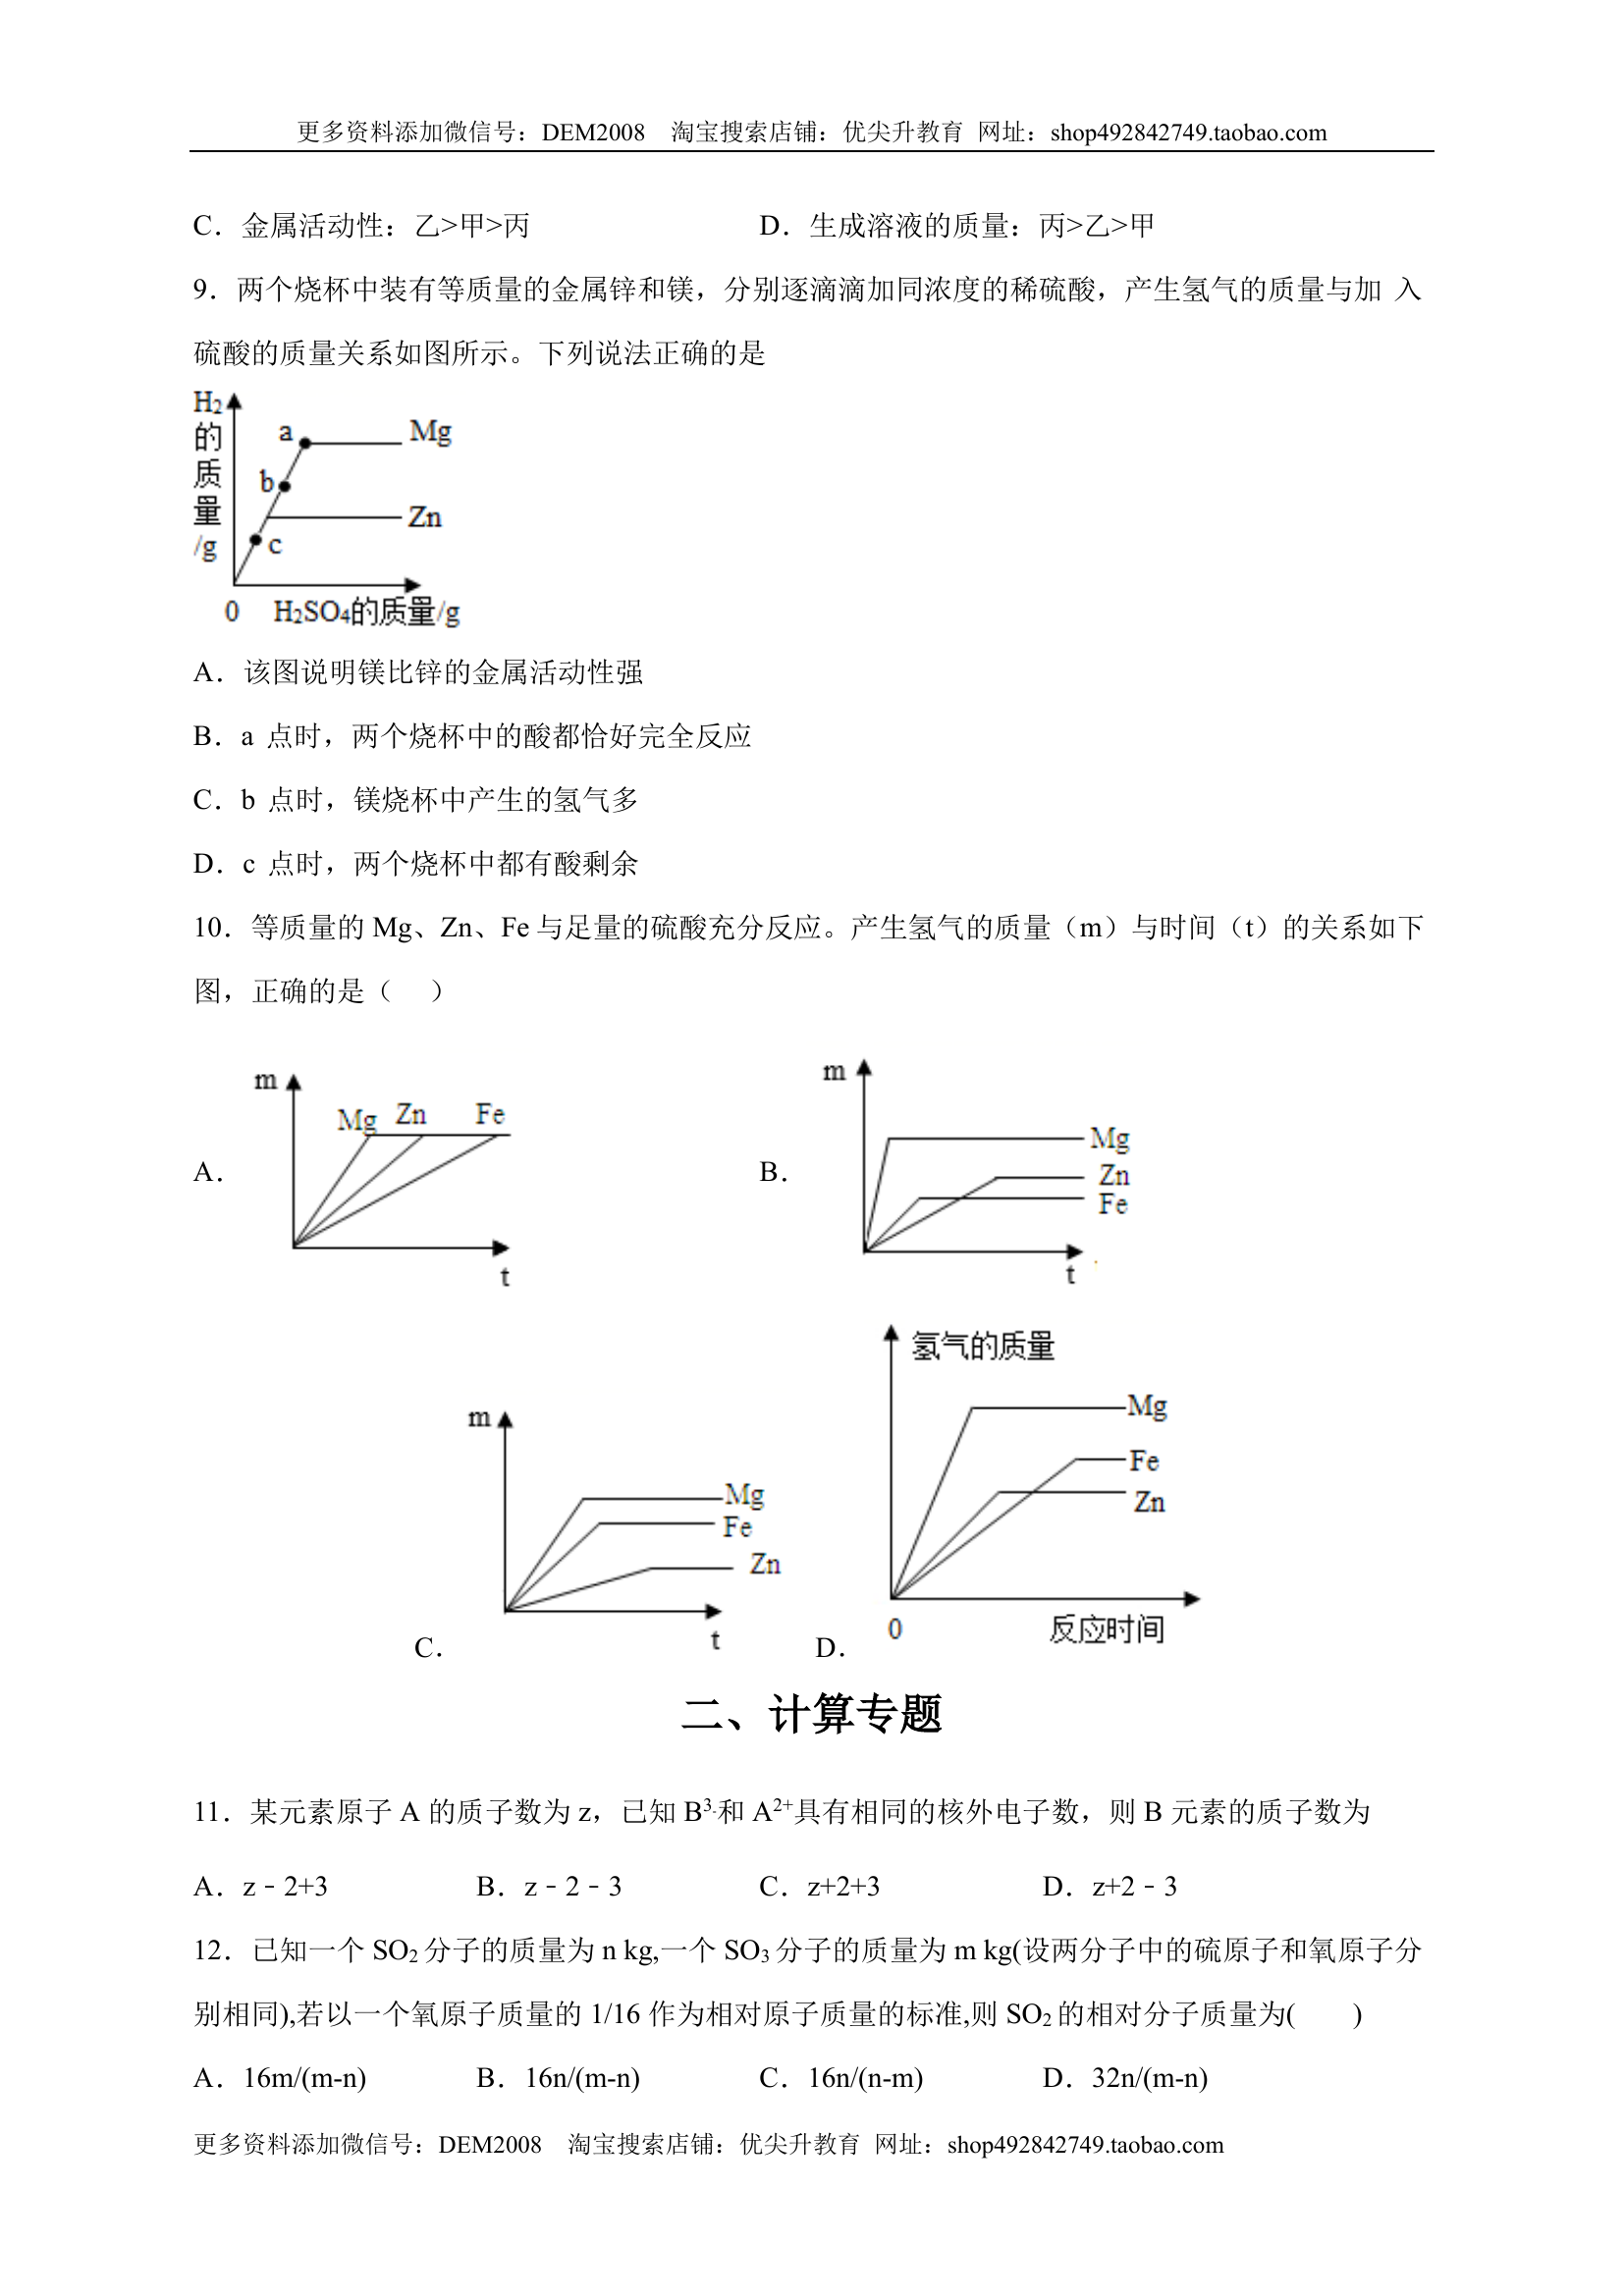 更多资料添加微信号：DEM2008 淘宝搜索店铺：优尖升教育 网址：shop492842749.taobao.com
C．金属活动性：乙>甲>丙 D．生成溶液的质量：丙>乙>甲
9．两个烧杯中装有等质量的金属锌和镁，分别逐滴滴加同浓度的稀硫酸，产生氢气的质量与加 入
硫酸的质量关系如图所示。下列说法正确的是
H₂的质量/g
a
Mg
b
Zn
c
0 H₂SO₄的质量/g
A．该图说明镁比锌的金属活动性强
B．a 点时，两个烧杯中的酸都恰好完全反应
C．b 点时，镁烧杯中产生的氢气多
D．c 点时，两个烧杯中都有酸剩余
10．等质量的 Mg、Zn、Fe 与足量的硫酸充分反应。产生氢气的质量（m）与时间（t）的关系如下
图，正确的是（ ）
A．
m
Mg Zn Fe
t
B．
m
Mg
Zn
Fe
t
C．
m
Mg
Fe
Zn
t
D．
氢气的质量
Mg
Fe
Zn
0 反应时间
二、计算专题
11．某元素原子 A 的质子数为 z，已知 B³⁻和 A²⁺具有相同的核外电子数，则 B 元素的质子数为
A．z﹣2+3 B．z﹣2﹣3 C．z+2+3 D．z+2﹣3
12．已知一个 SO₂分子的质量为 n kg,一个 SO₃分子的质量为 m kg(设两分子中的硫原子和氧原子分
别相同),若以一个氧原子质量的 1/16 作为相对原子质量的标准,则 SO₂的相对分子质量为( )
A．16m/(m-n) B．16n/(m-n) C．16n/(n-m) D．32n/(m-n)
更多资料添加微信号：DEM2008 淘宝搜索店铺：优尖升教育 网址：shop492842749.taobao.com